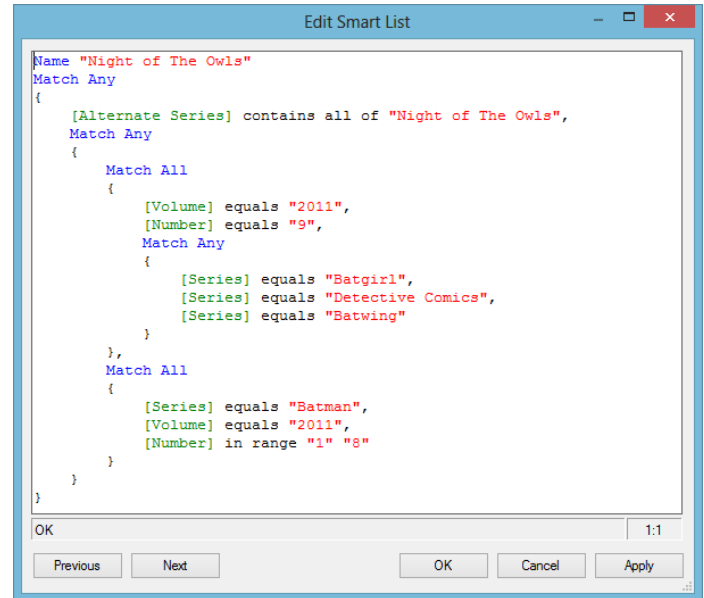 Edit Smart List
Name "Night of The Owls"
Match Any
{
[Alternate Series] contains all of "Night of The Owls",
Match Any
{
Match All
{
[Volume] equals "2011",
[Number] equals "9",
Match Any
{
[Series] equals "Batgirl",
[Series] equals "Detective Comics",
[Series] equals "Batwing"
}
},
Match All
{
[Series] equals "Batman",
[Volume] equals "2011",
[Number] in range "1" "8"
}
}
}
OK 1:1
Previous Next OK Cancel Apply